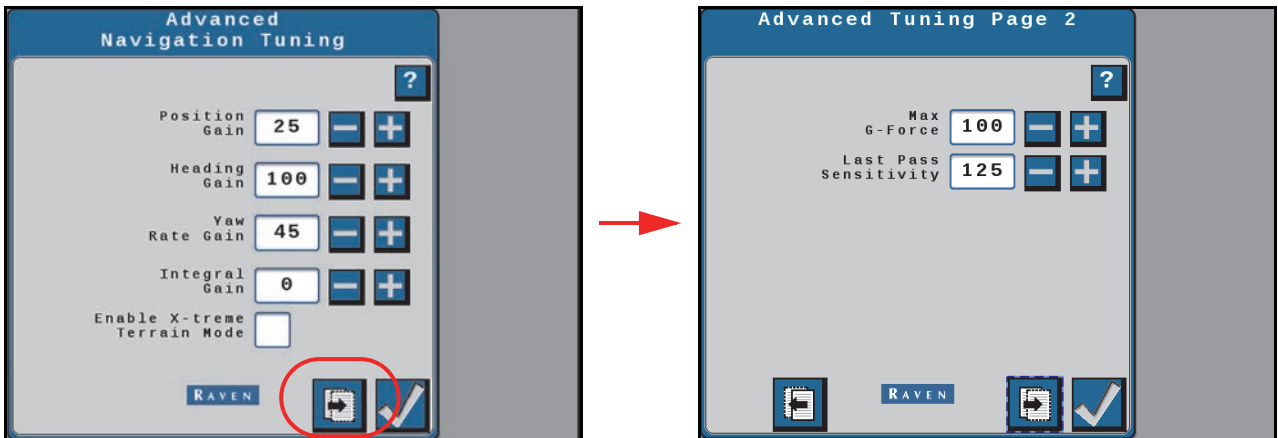 Advanced
Navigation Tuning
?
Position
Gain
25
Heading
Gain
100
Yaw
Rate Gain
45
Integral
Gain
0
Enable X-treme
Terrain Mode
RAVEN
Advanced Tuning Page 2
?
Max
G-Force
100
Last Pass
Sensitivity
125
RAVEN